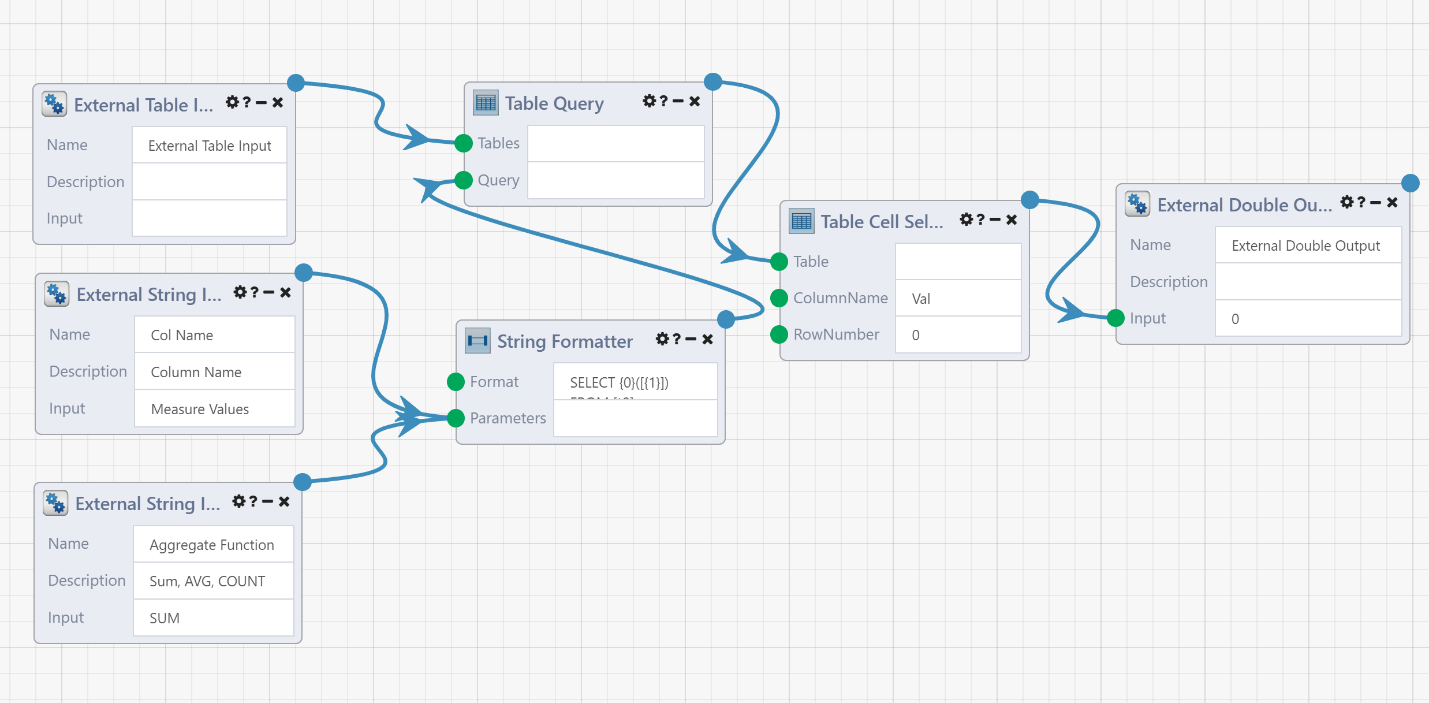 External Table I... ?
Name External Table Input
Description
Input
Table Query ?
Tables
Query
External String I... ?
Name Col Name
Description Column Name
Input Measure Values
String Formatter ?
Format SELECT {0}([{1}])
Parameters
External String I... ?
Name Aggregate Function
Description Sum, AVG, COUNT
Input SUM
Table Cell Sel... ?
Table
ColumnName Val
RowNumber 0
External Double Ou... ?
Name External Double Output
Description
Input 0